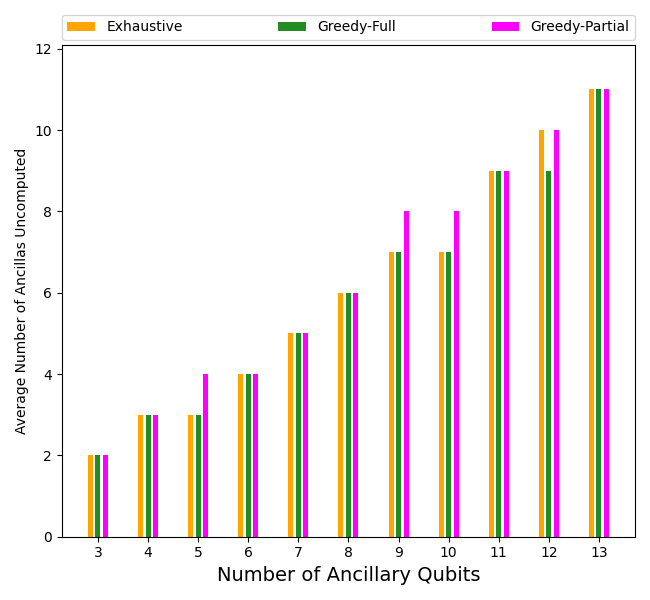 Exhaustive Greedy-Full Greedy-Partial
12
10
8
6
4
2
0
Average Number of Ancillas Uncomputed
3 4 5 6 7 8 9 10 11 12 13
Number of Ancillary Qubits